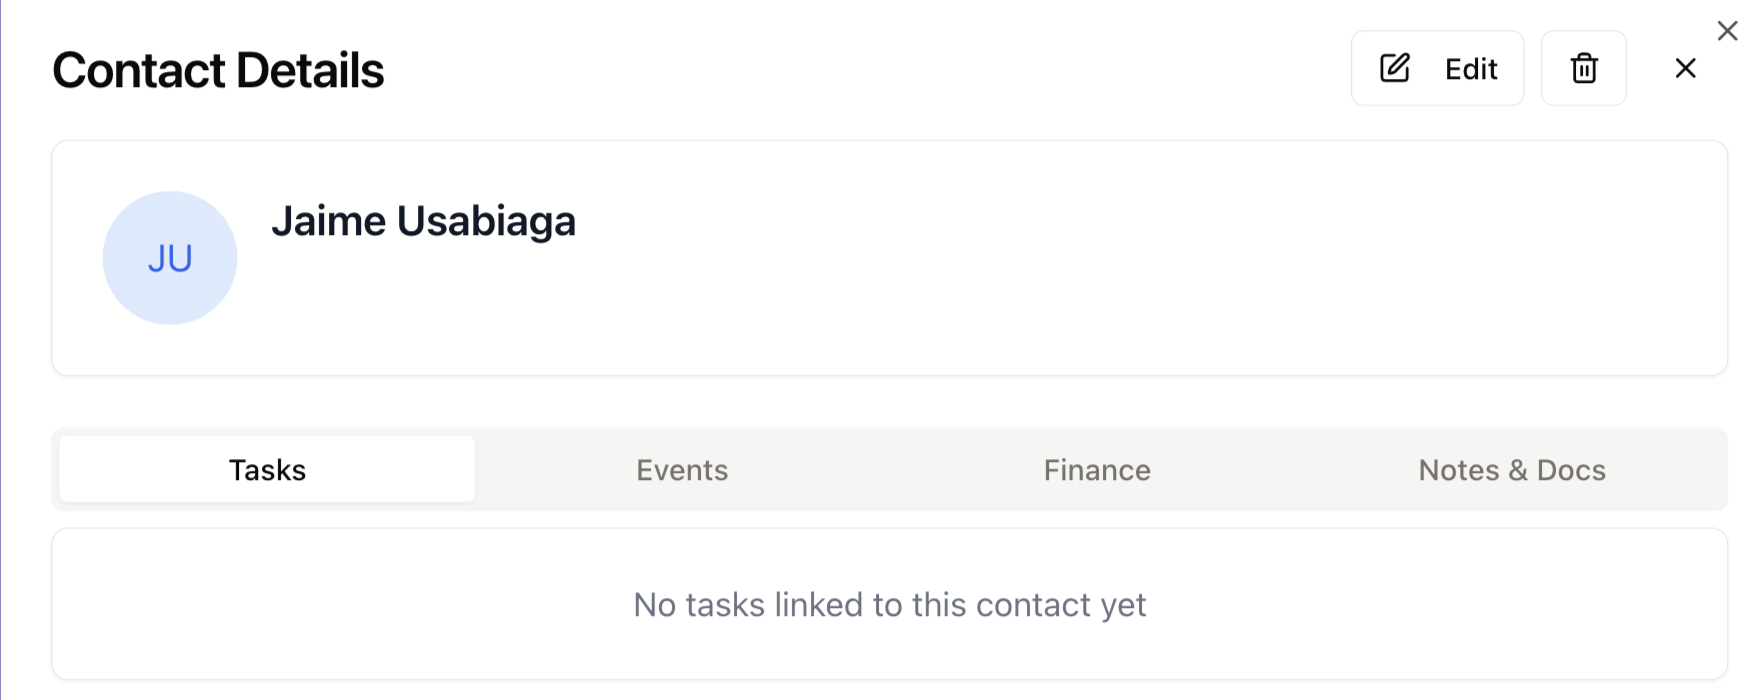 Contact Details
Edit
JU
Jaime Usabiaga
Tasks
Events
Finance
Notes & Docs
No tasks linked to this contact yet